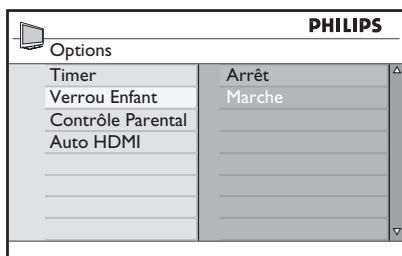 PHILIPS
Options
Timer
Arrêt
Verrou Enfant
Marche
Contrôle Parental
Auto HDMI